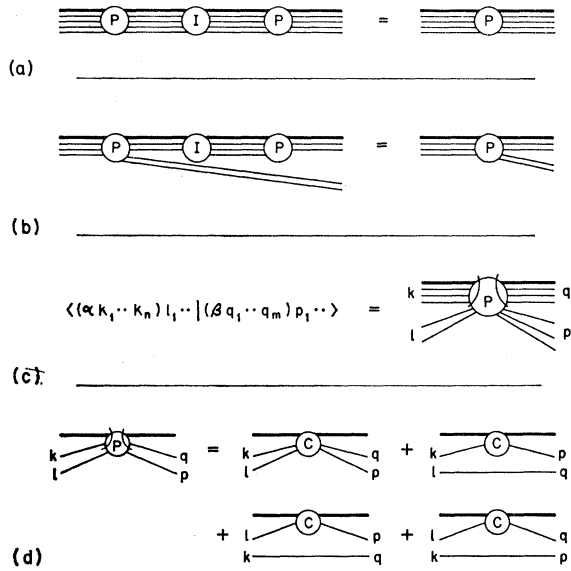 P I P = P
(a)
P I P = P
(b)
⟨(α k₁·· kₙ) l₁·· | (β q₁·· qₘ) p₁ ·· ⟩ = k l P q p
(c)
k l P q p = k l C q p + k l C p q
(d) + l k C p q + l k C q p